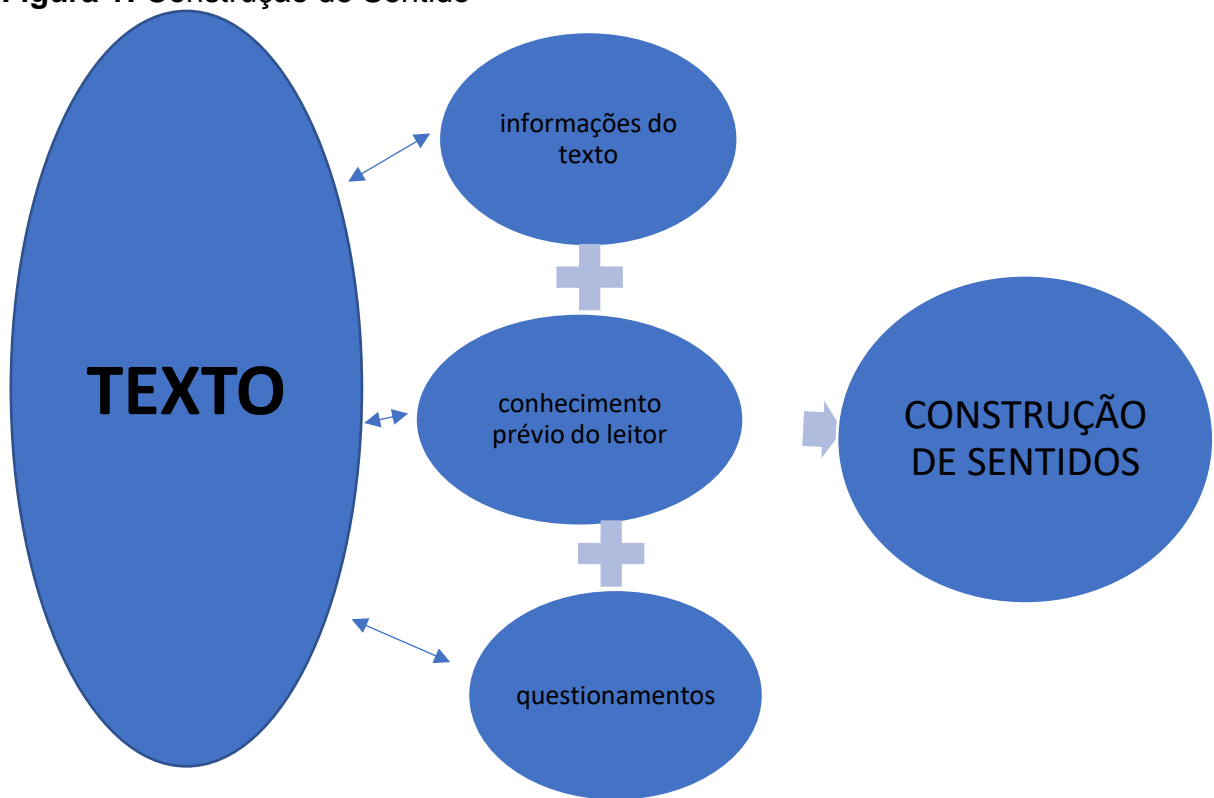 Figura 1: Construção de Sentido
informações do
texto
TEXTO
conhecimento
prévio do leitor
CONSTRUÇÃO
DE SENTIDOS
questionamentos